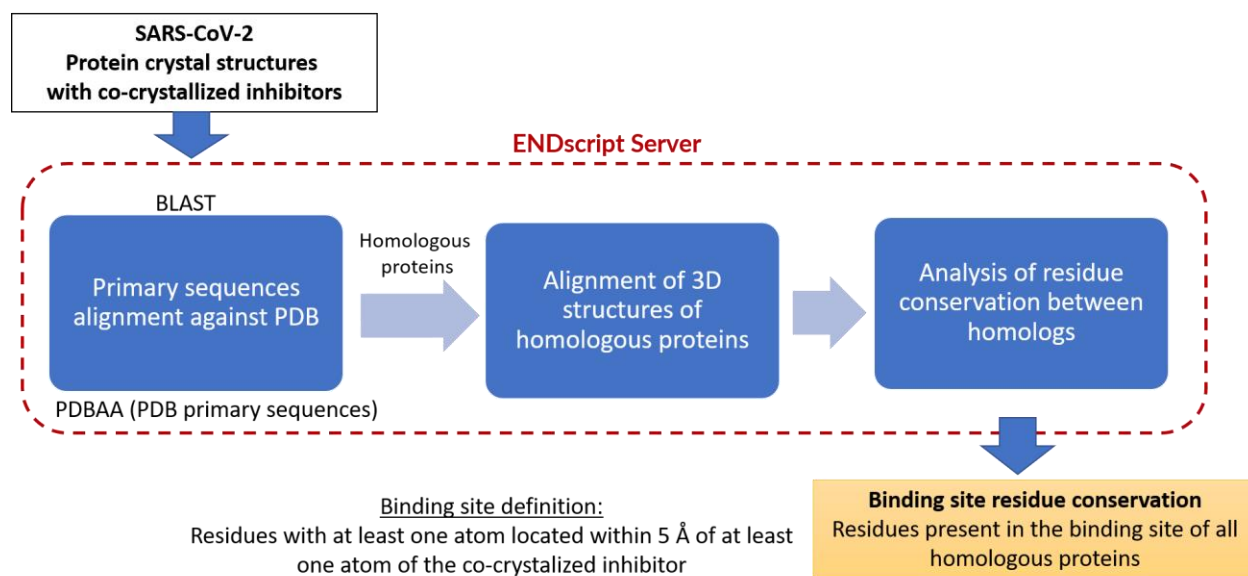 SARS-CoV-2
Protein crystal structures
with co-crystallized inhibitors
ENDscript Server
BLAST
Primary sequences
alignment against PDB
PDBAA (PDB primary sequences)
Homologous
proteins
Alignment of 3D
structures of
homologous proteins
Analysis of residue
conservation between
homologs
Binding site definition:
Residues with at least one atom located within 5 Å of at least
one atom of the co-crystalized inhibitor
Binding site residue conservation
Residues present in the binding site of all
homologous proteins